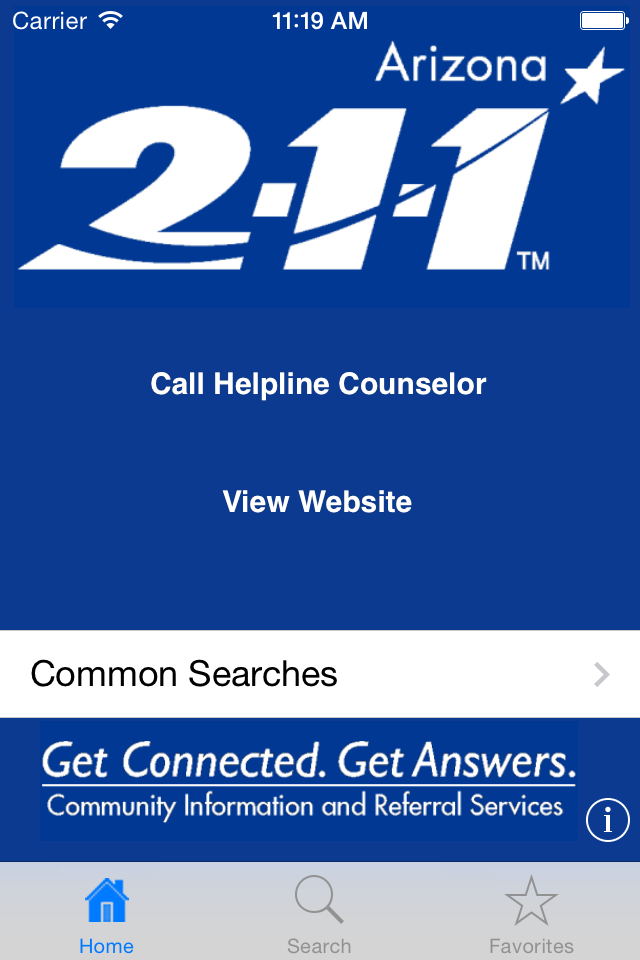 Carrier 11:19 AM
Arizona
2-1-1 TM
Call Helpline Counselor
View Website
Common Searches
Get Connected. Get Answers.
Community Information and Referral Services
i
Home Search Favorites